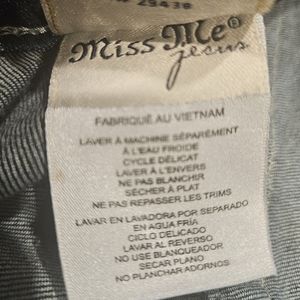 29438
Miss Me®
jeans
FABRIQUÉ AU VIETNAM
LAVER À MACHINE SÉPARÉMENT
À L'EAU FROIDE
CYCLE DÉLICAT
LAVER À L'ENVERS
NE PAS BLANCHIR
SÉCHER À PLAT
NE PAS REPASSER LES TRIMS
LAVAR EN LAVADORA POR SEPARADO
EN AGUA FRÍA
CICLO DELICADO
LAVAR AL REVERSO
NO USE BLANQUEADOR
SECAR PLANO
NO PLANCHAR ADORNOS